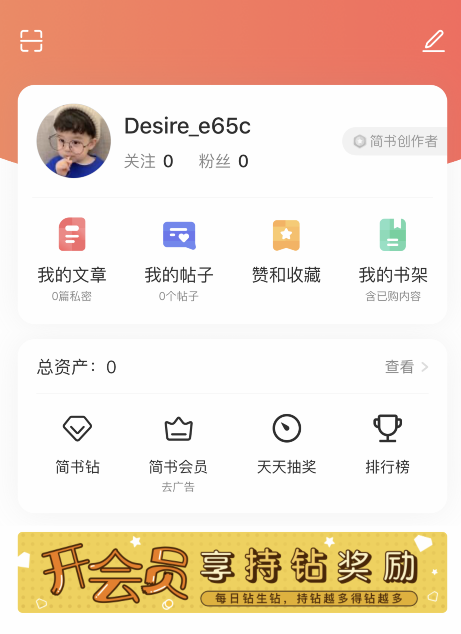 Desire_e65c
关注 0 粉丝 0
简书创作者
我的文章 我的帖子 赞和收藏 我的书架
0篇私密 0个帖子 含已购内容
总资产：0 查看
简书钻 简书会员 天天抽奖 排行榜
去广告
开会员享持钻奖励
每日钻生钻，持钻越多得钻越多